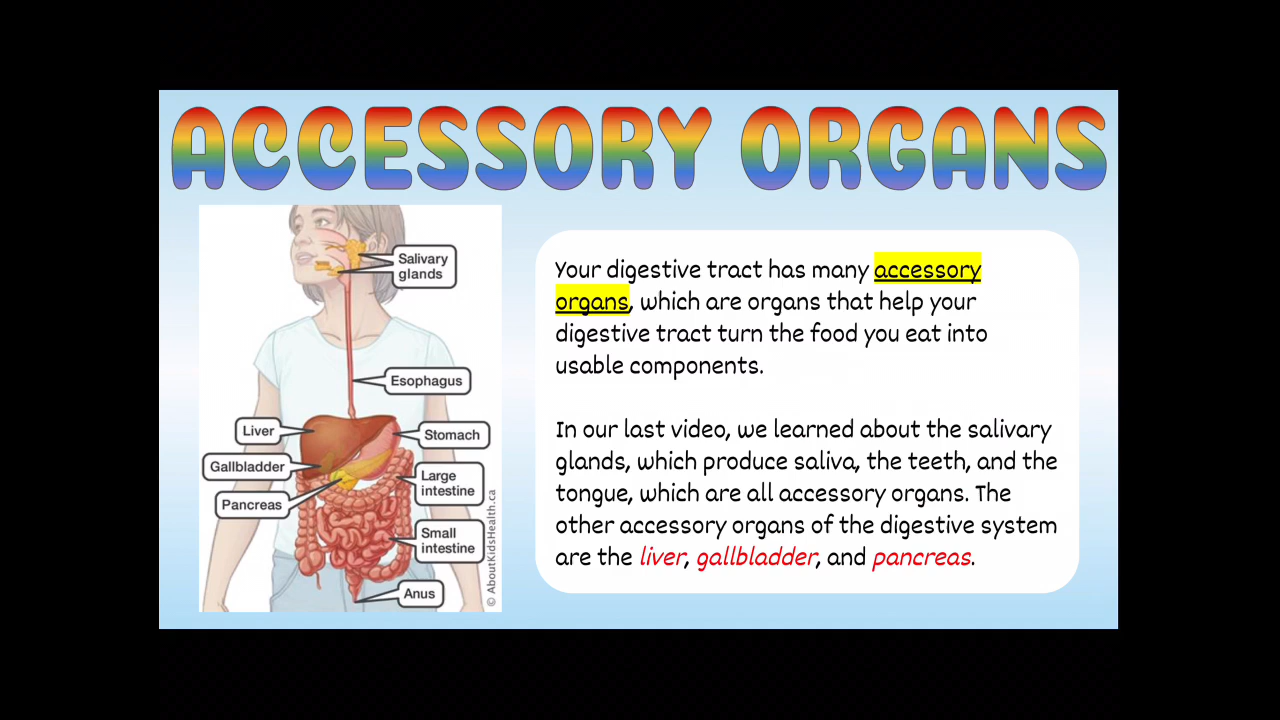 ACCESSORY ORGANS
Salivary
glands
Esophagus
Liver
Stomach
Gallbladder
Large
intestine
Pancreas
Small
intestine
Anus
© AboutKidsHealth.ca
Your digestive tract has many accessory
organs, which are organs that help your
digestive tract turn the food you eat into
usable components.
In our last video, we learned about the salivary
glands, which produce saliva, the teeth, and the
tongue, which are all accessory organs. The
other accessory organs of the digestive system
are the liver, gallbladder, and pancreas.